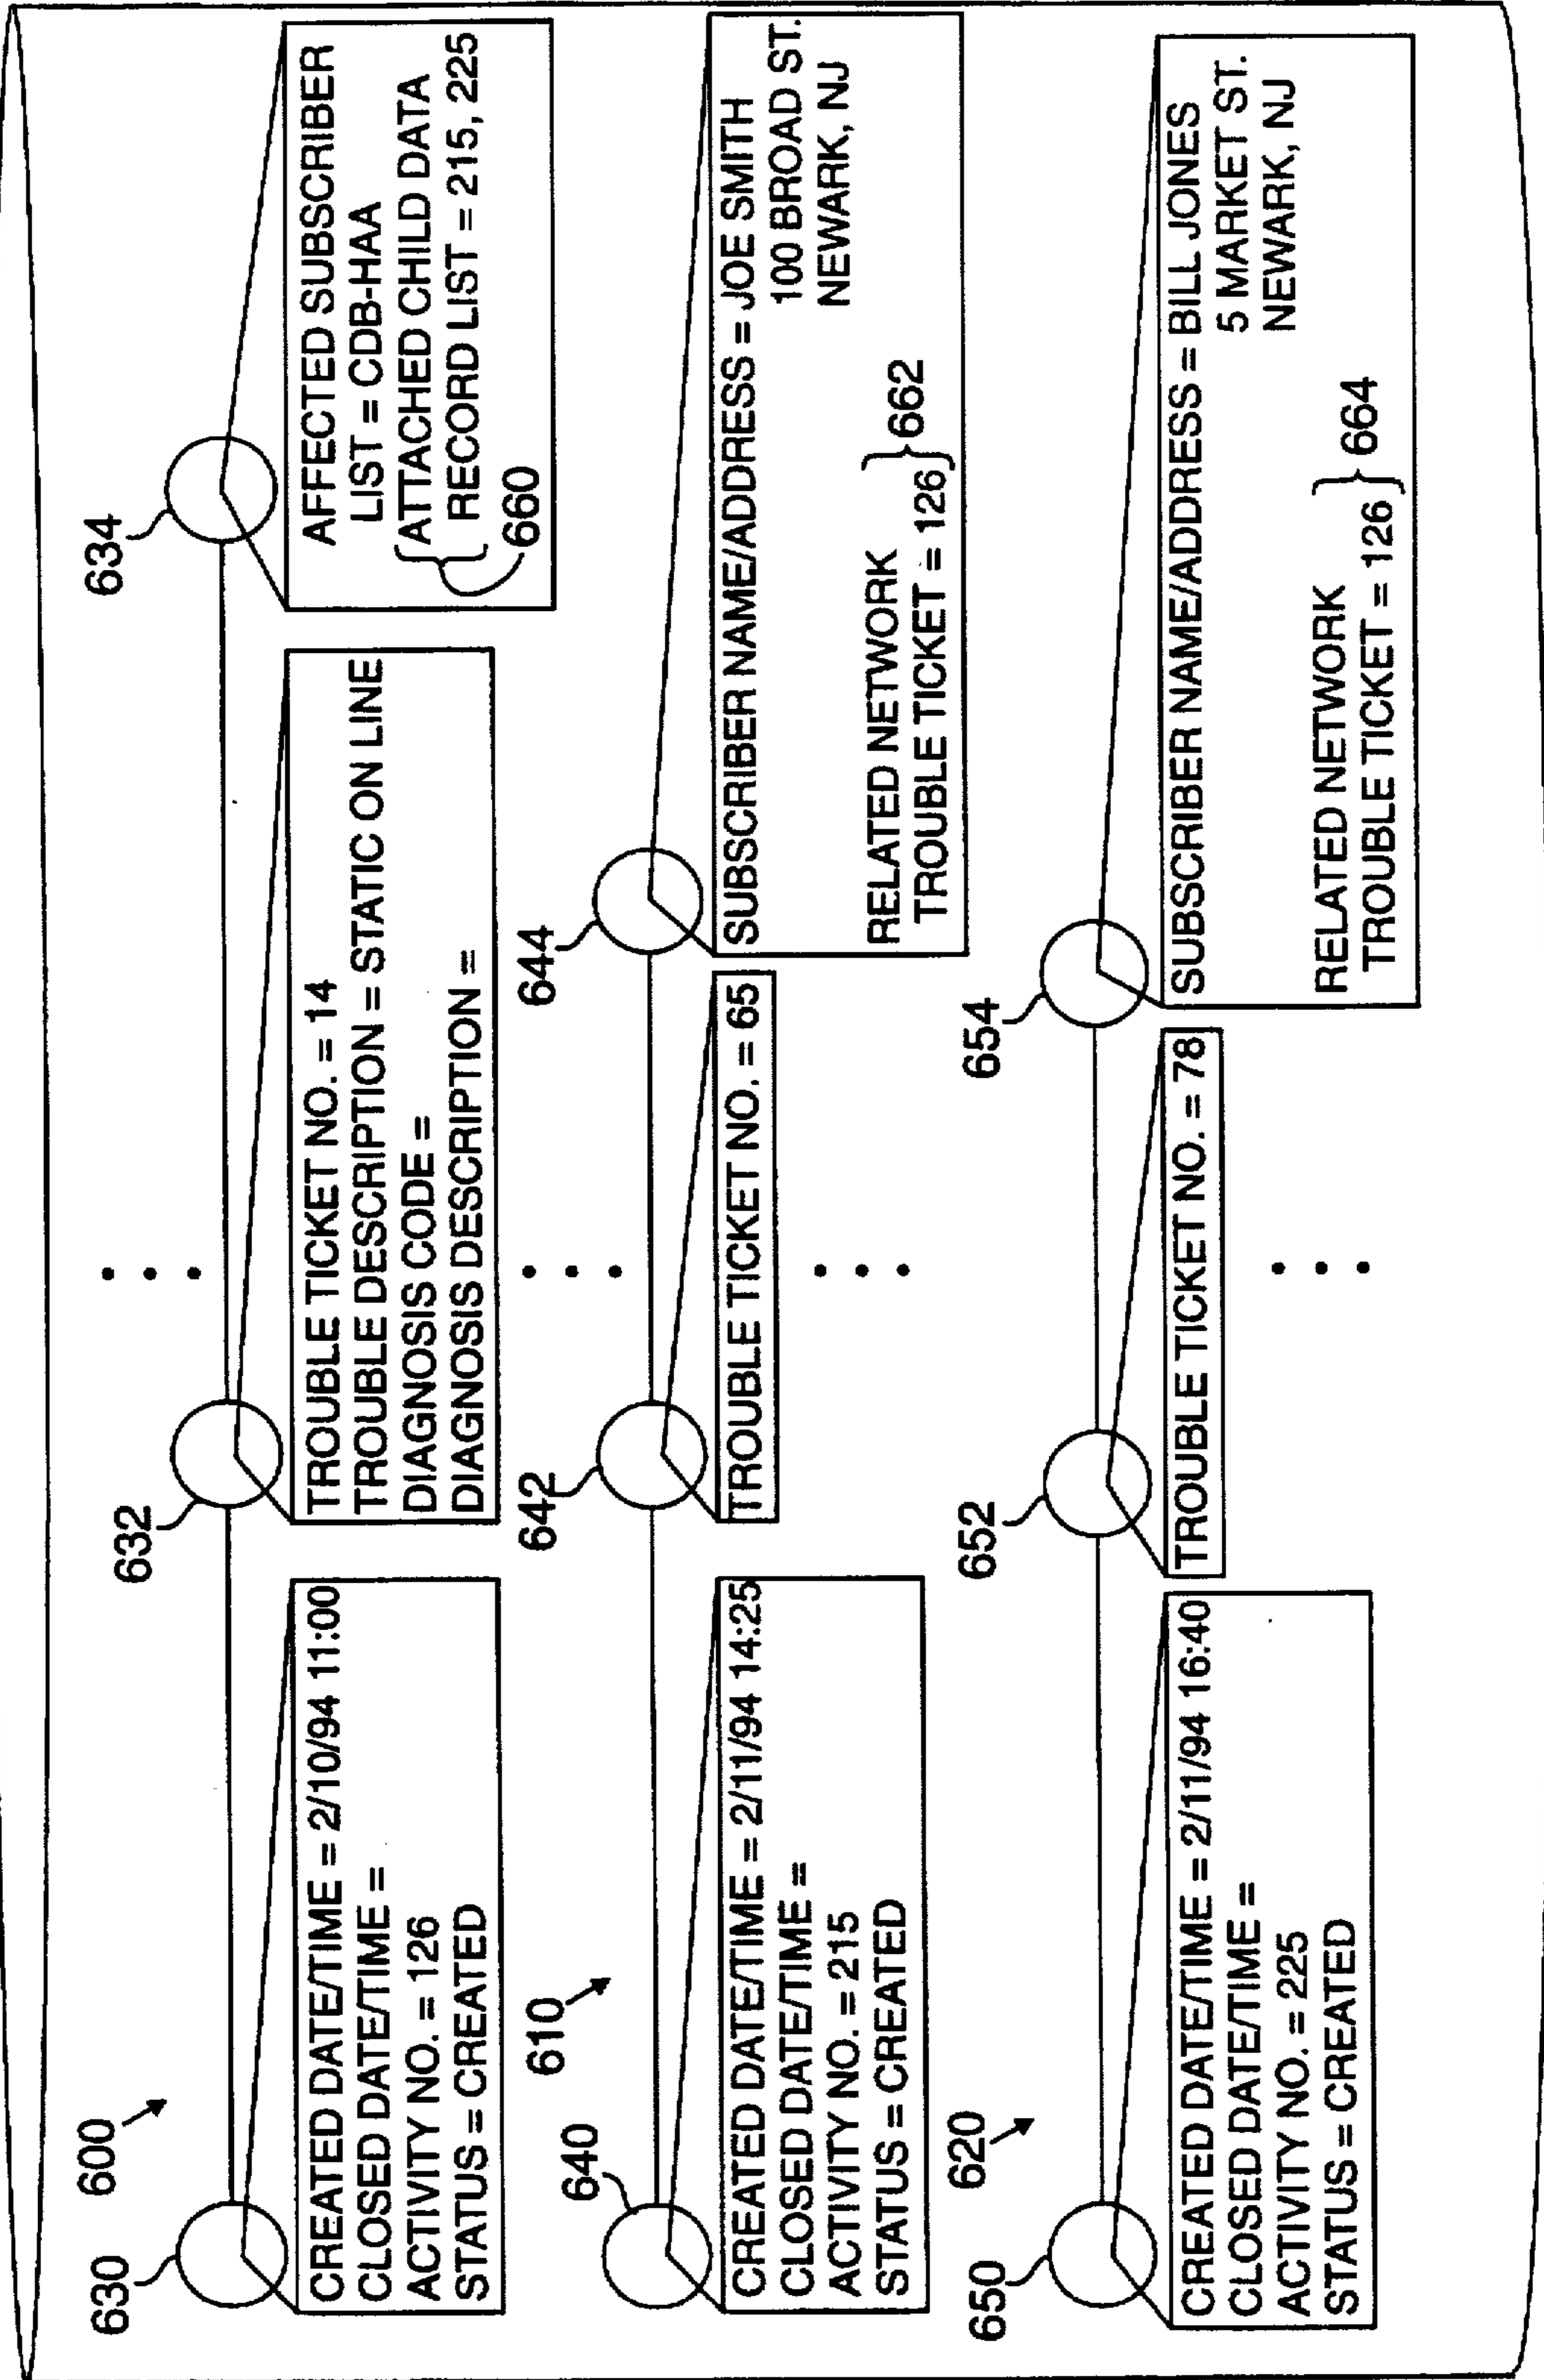 600
630
CREATED DATE/TIME = 2/10/94 11:00
CLOSED DATE/TIME =
ACTIVITY NO. = 126
STATUS = CREATED
632
TROUBLE TICKET NO. = 14
TROUBLE DESCRIPTION = STATIC ON LINE
DIAGNOSIS CODE =
DIAGNOSIS DESCRIPTION =
634
AFFECTED SUBSCRIBER
LIST = CDB-HAA
ATTACHED CHILD DATA
RECORD LIST = 215, 225
660
610
640
CREATED DATE/TIME = 2/11/94 14:25
CLOSED DATE/TIME =
ACTIVITY NO. = 215
STATUS = CREATED
642
TROUBLE TICKET NO. = 65
644
SUBSCRIBER NAME/ADDRESS = JOE SMITH
100 BROAD ST.
NEWARK, NJ
RELATED NETWORK
TROUBLE TICKET = 126
662
620
650
CREATED DATE/TIME = 2/11/94 16:40
CLOSED DATE/TIME =
ACTIVITY NO. = 225
STATUS = CREATED
652
TROUBLE TICKET NO. = 78
654
SUBSCRIBER NAME/ADDRESS = BILL JONES
5 MARKET ST.
NEWARK, NJ
RELATED NETWORK
TROUBLE TICKET = 126
664